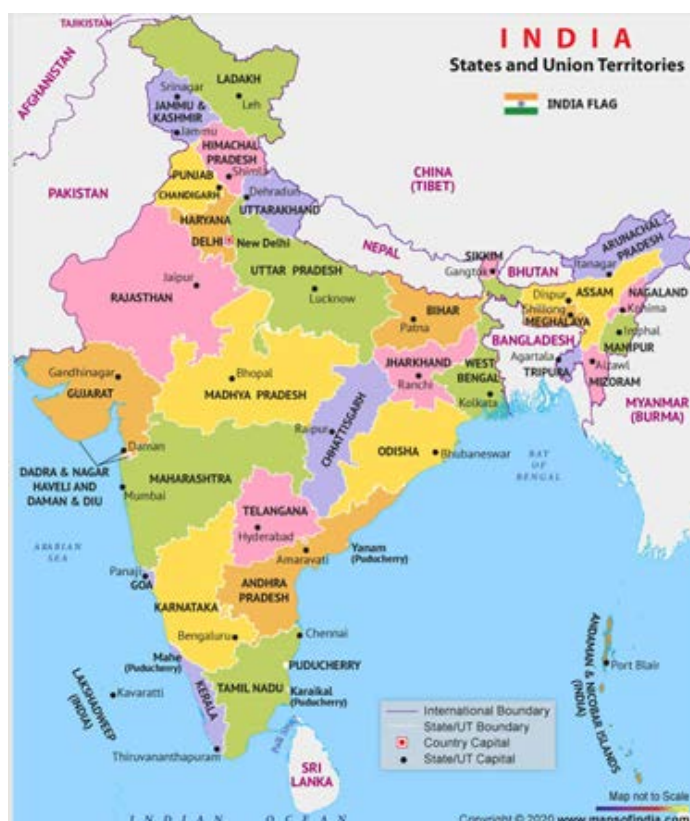 INDIA
States and Union Territories
INDIA FLAG
TAJIKISTAN
AFGHANISTAN
PAKISTAN
CHINA
(TIBET)
NEPAL
BHUTAN
BANGLADESH
MYANMAR
(BURMA)
SRI
LANKA
LADAKH
Leh
Srinagar
JAMMU &
KASHMIR
Jammu
HIMACHAL
PRADESH
Shimla
PUNJAB
CHANDIGARH
Dehradun
UTTARAKHAND
HARYANA
DELHI
New Delhi
UTTAR PRADESH
Lucknow
Jaipur
RAJASTHAN
SIKKIM
Gangtok
ARUNACHAL
PRADESH
Itanagar
Dispur
ASSAM
Shillong
MEGHALAYA
NAGALAND
Kohima
Imphal
MANIPUR
Aizawl
MIZORAM
Agartala
TRIPURA
BIHAR
Patna
JHARKHAND
Ranchi
WEST
BENGAL
Kolkata
Gandhinagar
GUJARAT
Bhopal
MADHYA PRADESH
Raipur
CHHATTISGARH
ODISHA
Bhubaneswar
BAY
OF
BENGAL
Daman
DADRA & NAGAR
HAVELI AND
DAMAN & DIU
MAHARASHTRA
Mumbai
TELANGANA
Hyderabad
ARABIAN
SEA
Yanam
(Puducherry)
Amaravati
ANDHRA
PRADESH
Panaji
GOA
KARNATAKA
Bengaluru
Chennai
Mahe
(Puducherry)
PUDUCHERRY
TAMIL NADU
Karaikal
(Puducherry)
KERALA
Thiruvananthapuram
Kavaratti
LAKSHADWEEP
(INDIA)
ANDAMAN & NICOBAR ISLANDS
(INDIA)
Port Blair
International Boundary
State/UT Boundary
Country Capital
State/UT Capital
Map not to Scale
INDIAN OCEAN
Copyright © 2020 www.mapsofindia.com